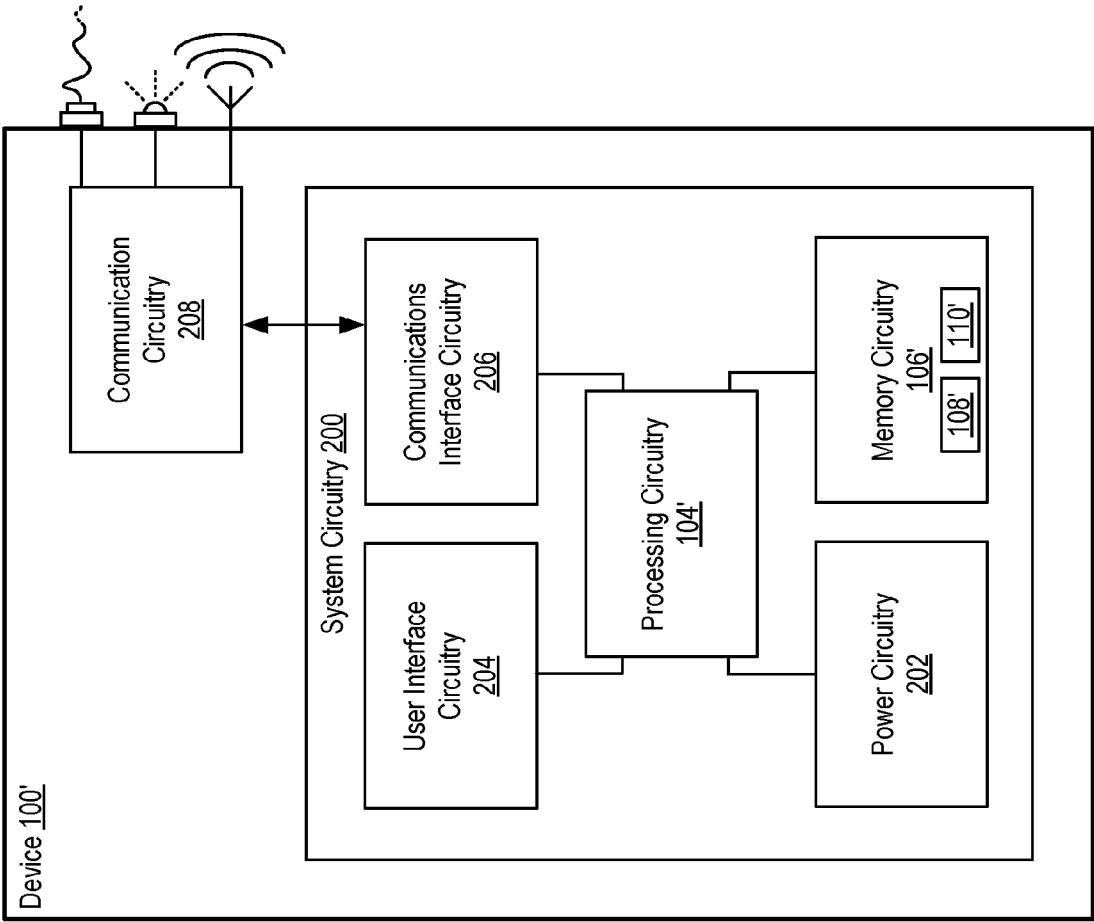 Device 100'
System Circuitry 200
User Interface
Circuitry
204
Communications
Interface Circuitry
206
Communication
Circuitry
208
Processing Circuitry
104'
Power Circuitry
202
Memory Circuitry
106'
108'
110'